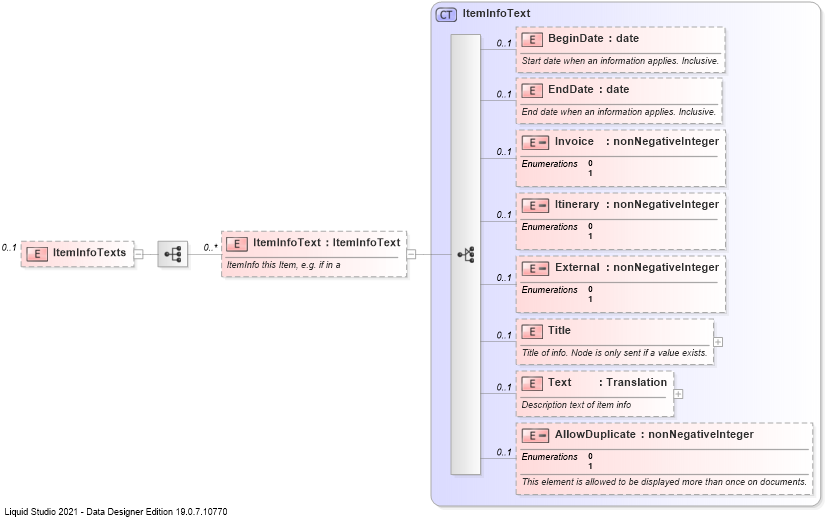 CT ItemInfoText
0..1 E BeginDate : date
Start date when an information applies. Inclusive.
0..1 E EndDate : date
End date when an information applies. Inclusive.
0..1 E Invoice : nonNegativeInteger
Enumerations 0
1
0..1 E Itinerary : nonNegativeInteger
Enumerations 0
1
0..1 E ItemInfoTexts
0..* E ItemInfoText : ItemInfoText
ItemInfo this Item, e.g. if in a
0..1 E External : nonNegativeInteger
Enumerations 0
1
0..1 E Title
Title of info. Node is only sent if a value exists.
0..1 E Text : Translation
Description text of item info
0..1 E AllowDuplicate : nonNegativeInteger
Enumerations 0
1
This element is allowed to be displayed more than once on documents.
Liquid Studio 2021 - Data Designer Edition 19.0.7.10770